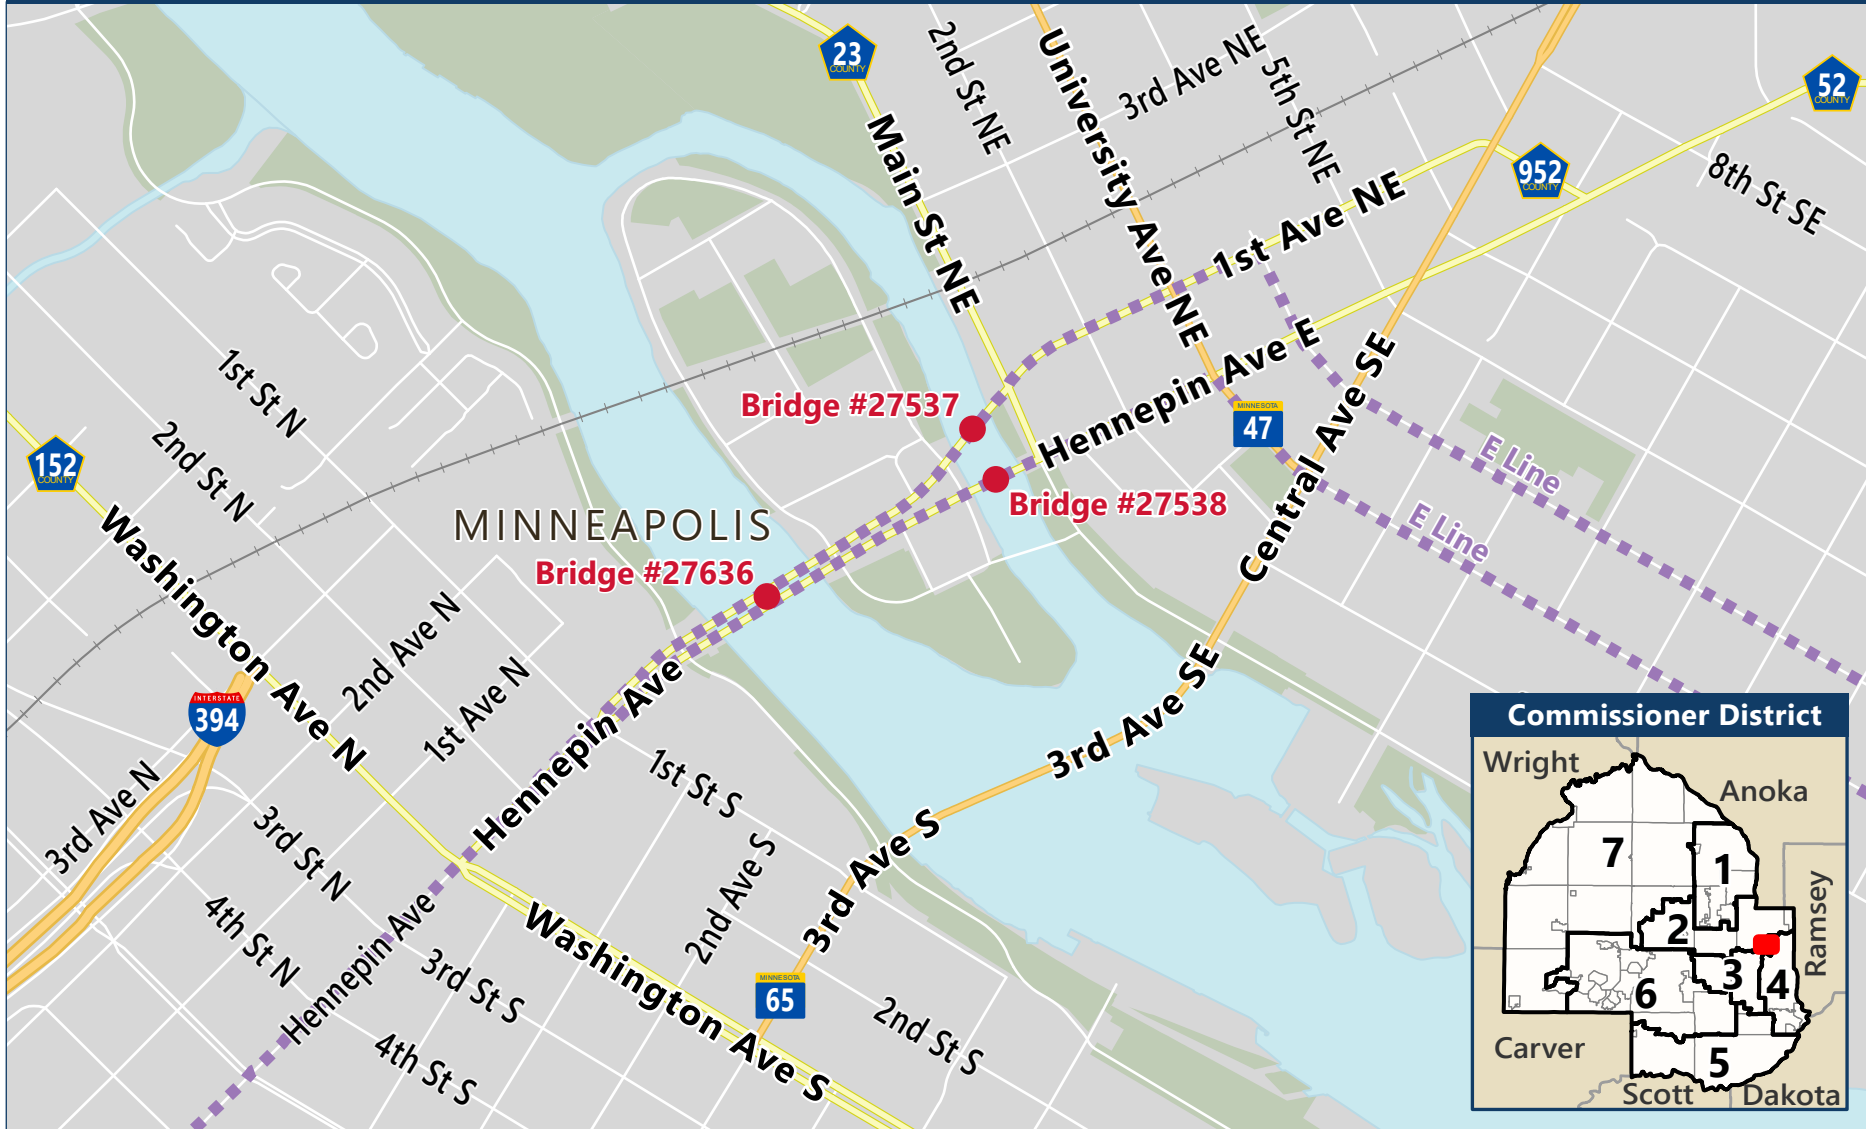 23
COUNTY
2nd St NE
University Ave NE
3rd Ave NE
5th St NE
52
COUNTY
Main St NE
952
COUNTY
8th St SE
1st Ave NE
1st St N
Hennepin Ave E
Bridge #27537
MINNESOTA
47
Central Ave SE
152
COUNTY
2nd St N
E Line
Bridge #27538
MINNEAPOLIS
E Line
Bridge #27636
Washington Ave N
2nd Ave N
1st Ave N
Hennepin Ave
3rd Ave SE
INTERSTATE
394
3rd Ave N
1st St S
3rd St N
2nd Ave S
3rd Ave S
4th St N
Hennepin Ave
3rd St S
Washington Ave S
MINNESOTA
65
2nd St S
4th St S
Commissioner District
Wright
Anoka
7
1
Ramsey
2
3
4
6
Carver
5
Scott
Dakota